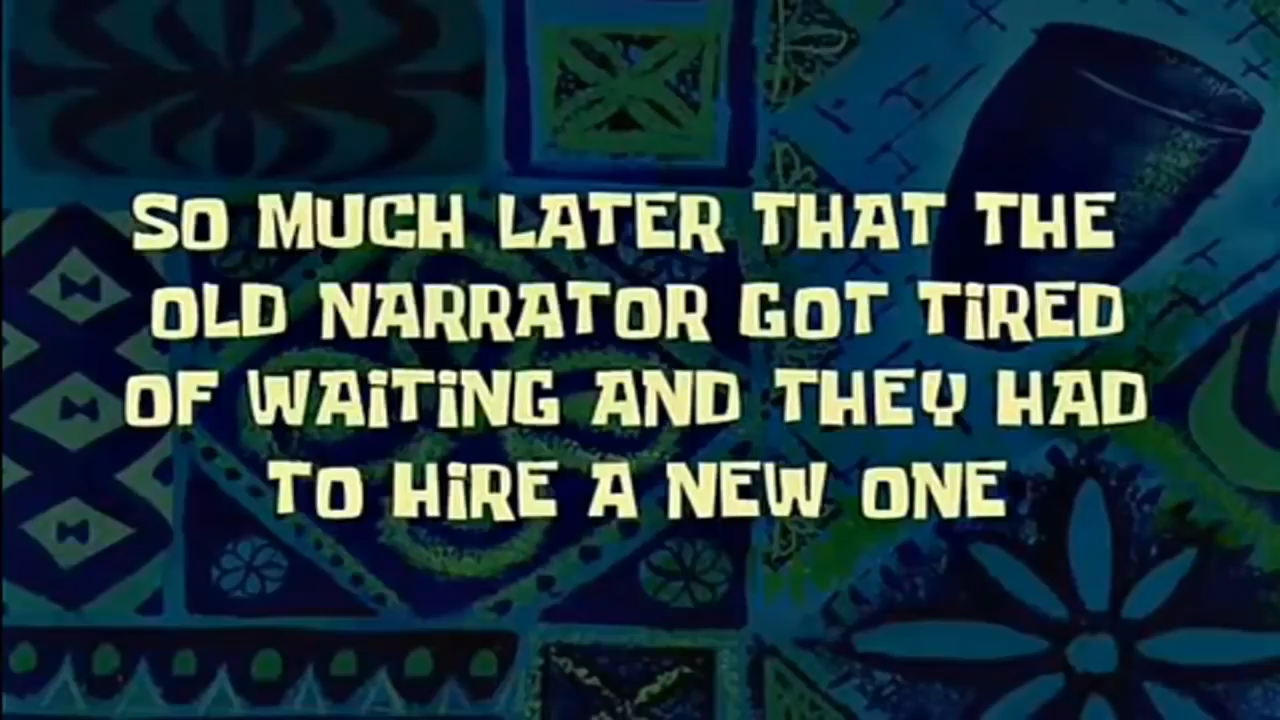 SO MUCH LATER THAT THE
OLD NARRATOR GOT TiRED
OF WAiTiNG AND THEY HAD
TO HiRE A NEW ONE